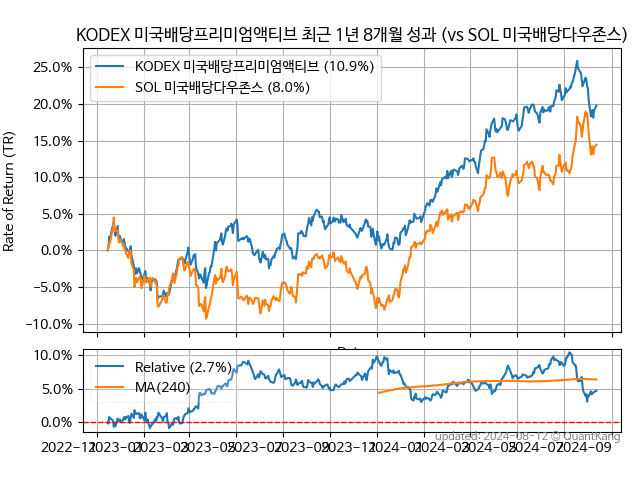 KODEX 미국배당프리미엄액티브 최근 1년 8개월 성과 (vs SOL 미국배당다우존스)
Rate of Return (TR)
25.0%
20.0%
15.0%
10.0%
5.0%
0.0%
−5.0%
−10.0%
KODEX 미국배당프리미엄액티브 (10.9%)
SOL 미국배당다우존스 (8.0%)
10.0%
5.0%
0.0%
Relative (2.7%)
MA(240)
2022-11 2023-01 2023-03 2023-05 2023-07 2023-09 2023-11 2024-01 2024-03 2024-05 2024-07 2024-09
updated: 2024-08-12 © QuantKang